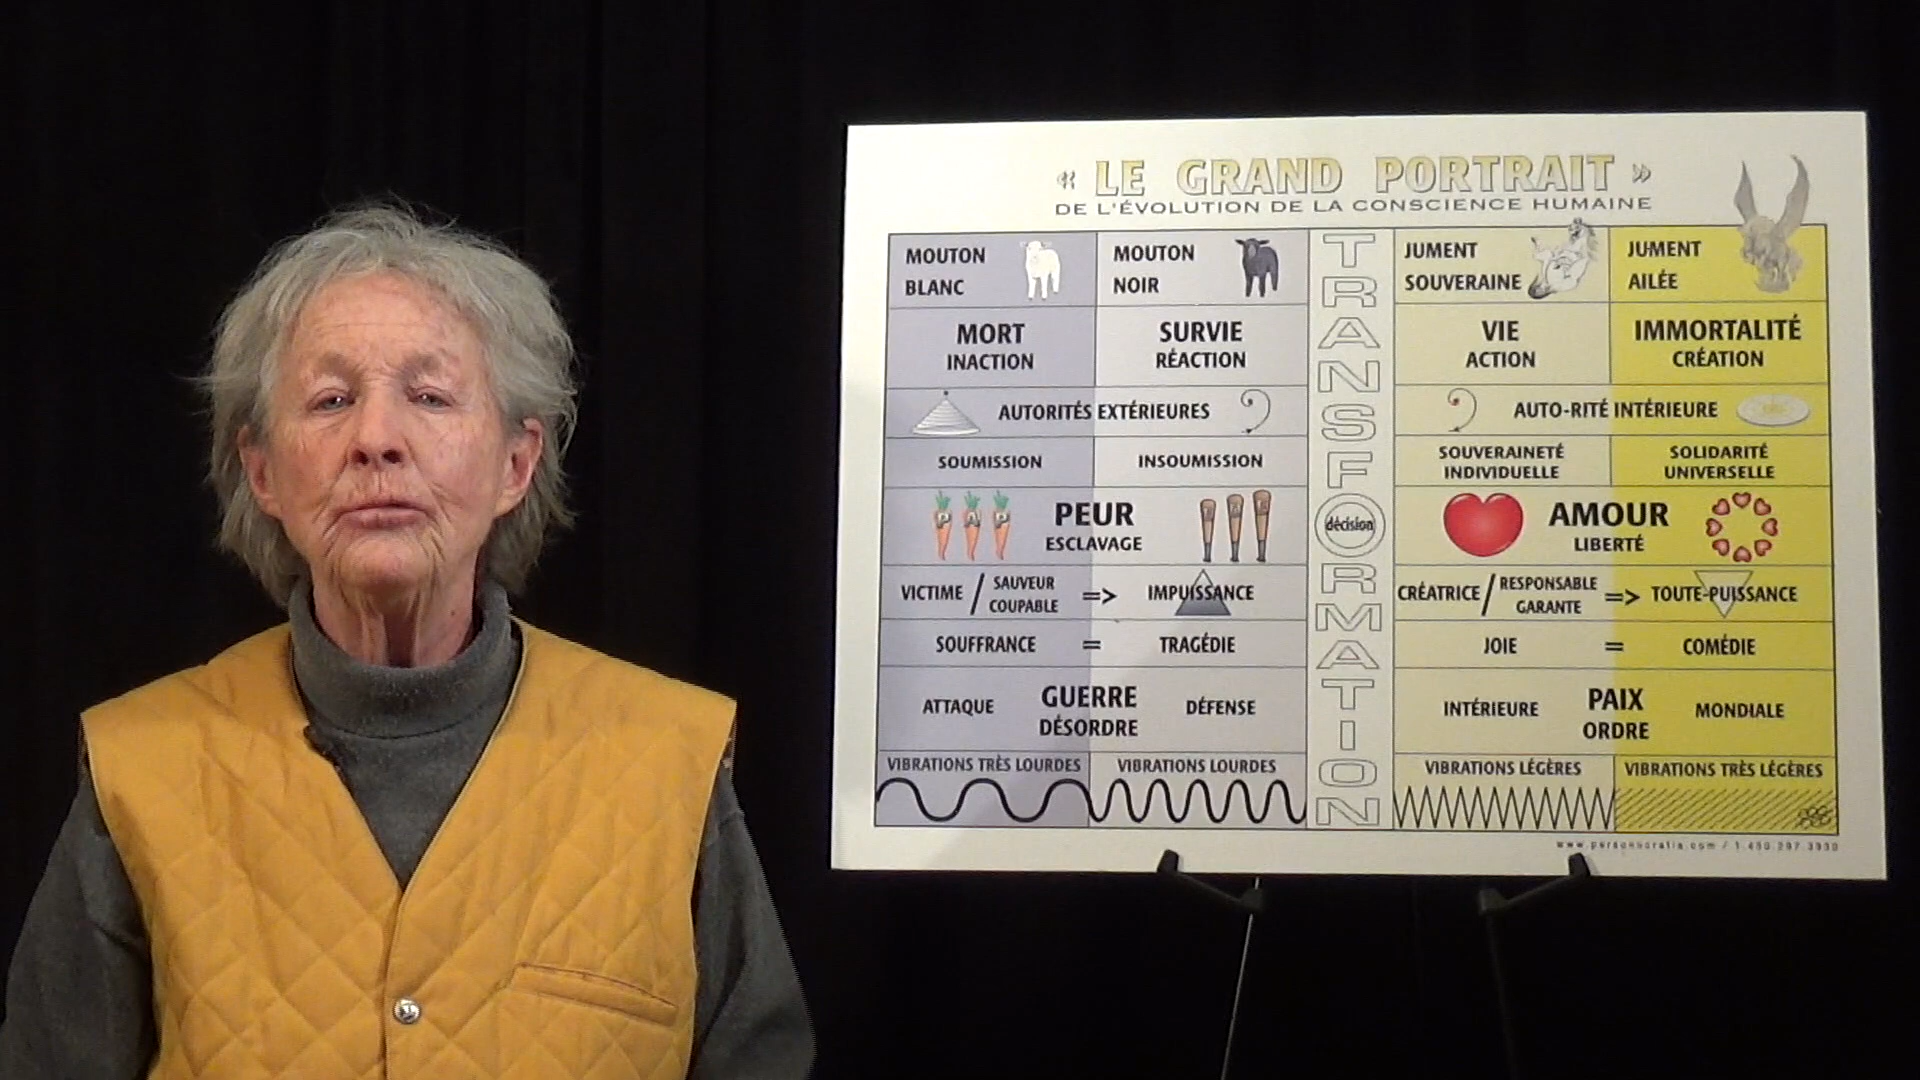 « LE GRAND PORTRAIT »
DE L'ÉVOLUTION DE LA CONSCIENCE HUMAINE
MOUTON
BLANC
MOUTON
NOIR
TRANSFORMATION
décision
JUMENT
SOUVERAINE
JUMENT
AILÉE
MORT
INACTION
SURVIE
RÉACTION
VIE
ACTION
IMMORTALITÉ
CRÉATION
AUTORITÉS EXTÉRIEURES
AUTO-RITÉ INTÉRIEURE
SOUMISSION
INSOUMISSION
SOUVERAINETÉ
INDIVIDUELLE
SOLIDARITÉ
UNIVERSELLE
P A P
PEUR
ESCLAVAGE
AMOUR
LIBERTÉ
VICTIME / SAUVEUR
COUPABLE
=> IMPUISSANCE
CRÉATRICE / RESPONSABLE
GARANTE
=> TOUTE-PUISSANCE
SOUFFRANCE = TRAGÉDIE
JOIE = COMÉDIE
ATTAQUE GUERRE DÉFENSE
DÉSORDRE
INTÉRIEURE PAIX MONDIALE
ORDRE
VIBRATIONS TRÈS LOURDES
VIBRATIONS LOURDES
VIBRATIONS LÉGÈRES
VIBRATIONS TRÈS LÉGÈRES